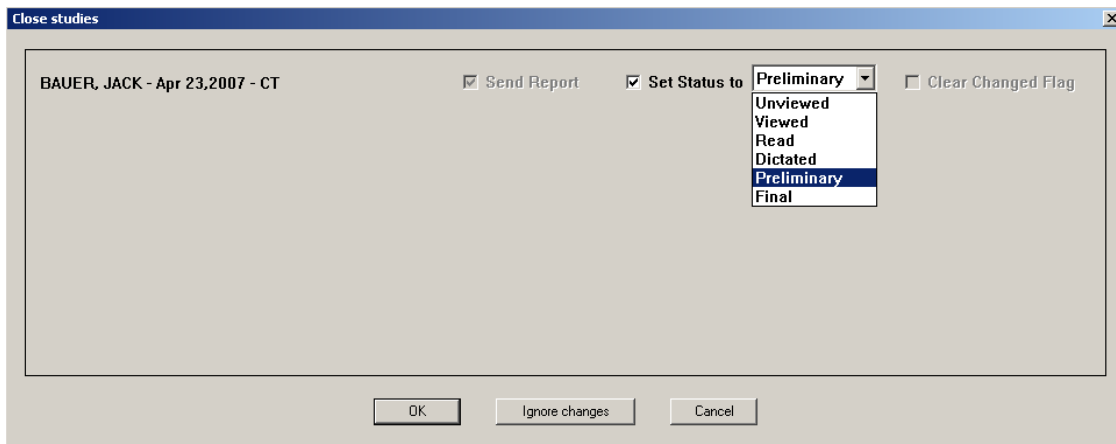 Close studies
BAUER, JACK - Apr 23,2007 - CT Send Report Set Status to Preliminary Clear Changed Flag
Unviewed
Viewed
Read
Dictated
Preliminary
Final
OK Ignore changes Cancel